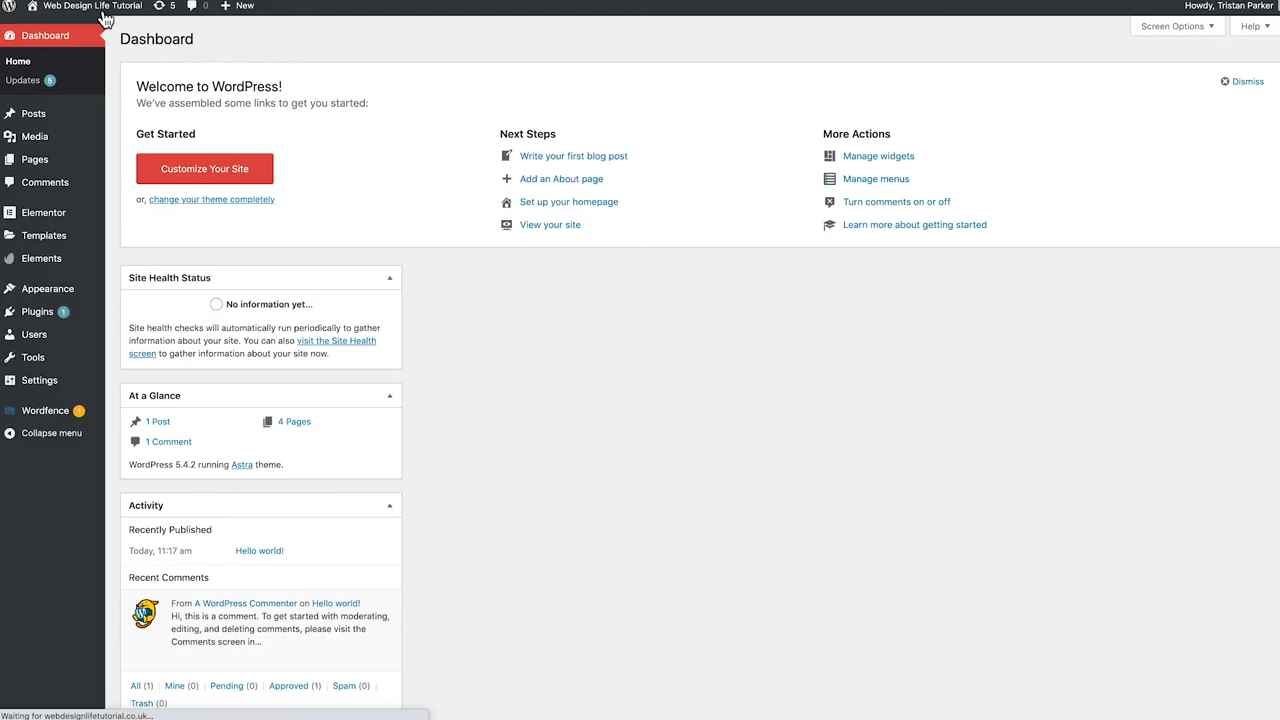 Web Design Life Tutorial 5 0 New
Howdy, Tristan Parker
Dashboard
Home
Updates 5
Posts
Media
Pages
Comments
Elementor
Templates
Elements
Appearance
Plugins 1
Users
Tools
Settings
Wordfence 1
Collapse menu
Screen Options
Help
Dashboard
Welcome to WordPress!
We've assembled some links to get you started:
Dismiss
Get Started
Customize Your Site
or, change your theme completely
Next Steps
Write your first blog post
Add an About page
Set up your homepage
View your site
More Actions
Manage widgets
Manage menus
Turn comments on or off
Learn more about getting started
Site Health Status
No information yet...
Site health checks will automatically run periodically to gather
information about your site. You can also visit the Site Health
screen to gather information about your site now.
At a Glance
1 Post
4 Pages
1 Comment
WordPress 5.4.2 running Astra theme.
Activity
Recently Published
Today, 11:17 am Hello world!
Recent Comments
From A WordPress Commenter on Hello world!
Hi, this is a comment. To get started with moderating,
editing, and deleting comments, please visit the
Comments screen in...
All (1) | Mine (0) | Pending (0) | Approved (1) | Spam (0) |
Trash (0)
Waiting for webdesignlifetutorial.co.uk...